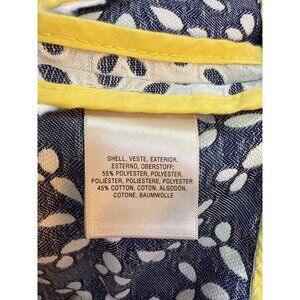 SHELL, VESTE, EXTERIOR,
ESTERNO, OBERSTOFF:
55% POLYESTER, POLYESTER,
POLIÉSTER, POLIESTERE, POLYESTER
45% COTTON, COTON, ALGODÓN,
COTONE, BAUMWOLLE